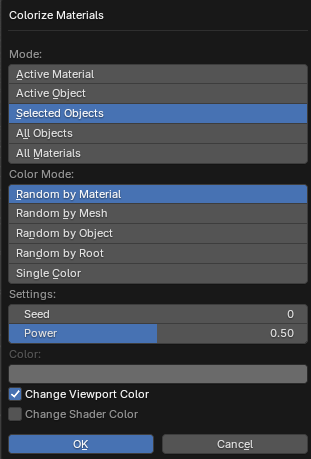 Colorize Materials
Mode:
Active Material
Active Object
Selected Objects
All Objects
All Materials
Color Mode:
Random by Material
Random by Mesh
Random by Object
Random by Root
Single Color
Settings:
Seed 0
Power 0.50
Color:
Change Viewport Color
Change Shader Color
OK Cancel